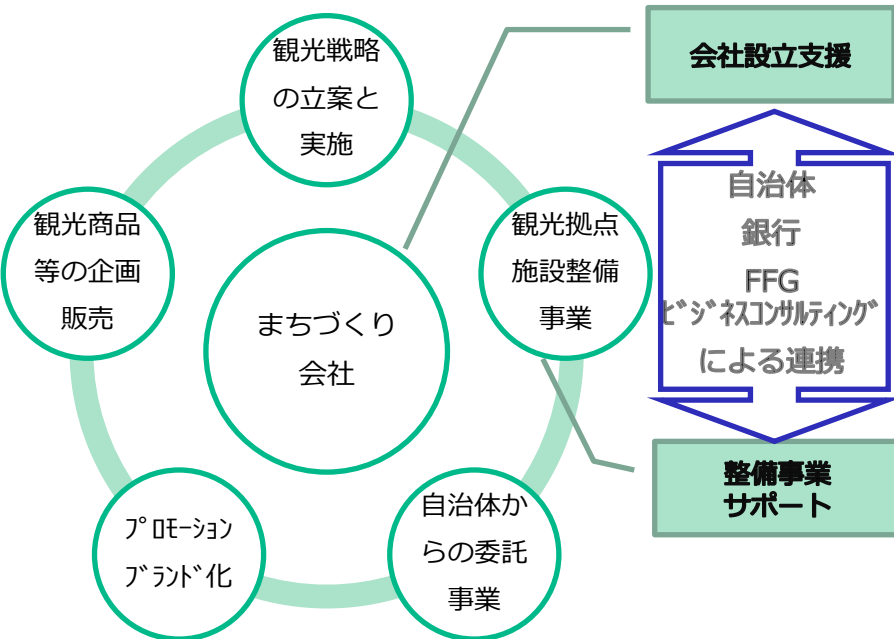 観光戦略
の立案と
実施
観光商品
等の企画
販売
観光拠点
施設整備
事業
まちづくり
会社
ﾌﾟﾛﾓｰｼｮﾝ
ﾌﾞﾗﾝﾄﾞ化
自治体か
らの委託
事業
会社設立支援
自治体
銀行
FFG
ﾋﾞｼﾞﾈｽｺﾝｻﾙﾃｨﾝｸﾞ
による連携
整備事業
サポート